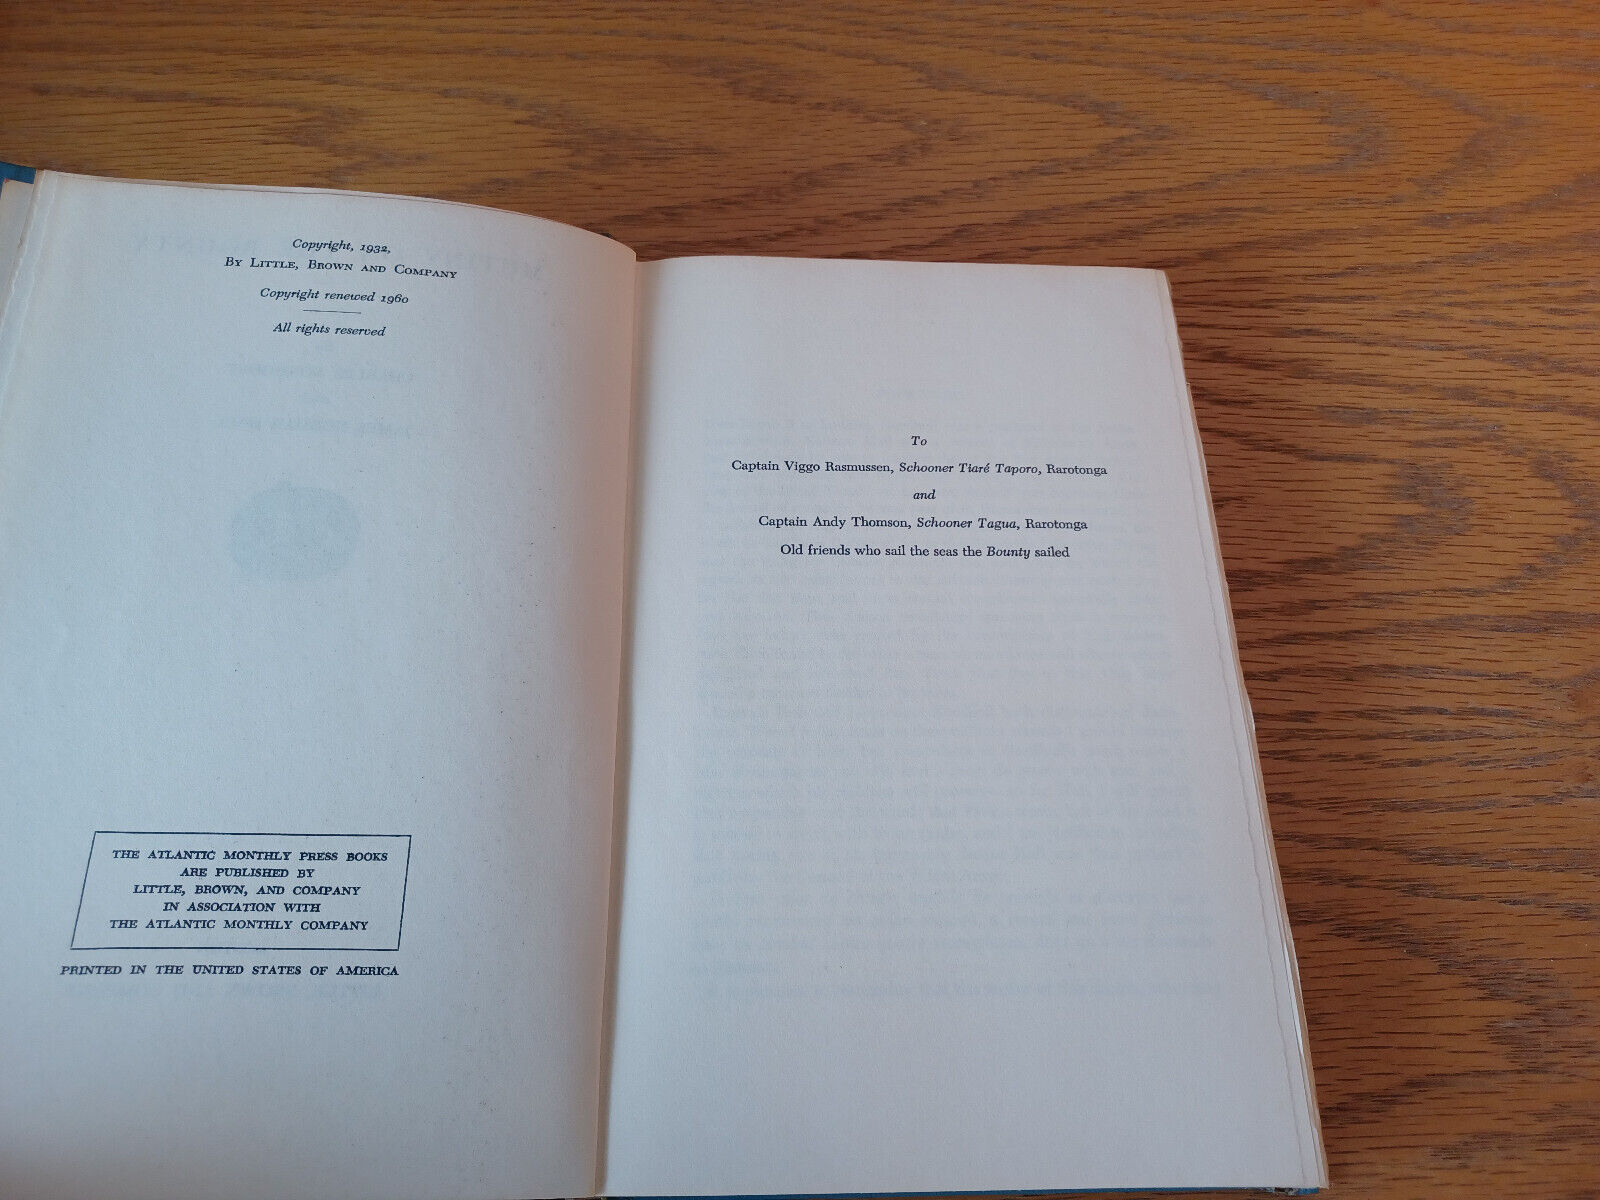 Copyright, 1932,
By Little, Brown and Company
Copyright renewed 1960
All rights reserved
THE ATLANTIC MONTHLY PRESS BOOKS
ARE PUBLISHED BY
LITTLE, BROWN, AND COMPANY
IN ASSOCIATION WITH
THE ATLANTIC MONTHLY COMPANY
PRINTED IN THE UNITED STATES OF AMERICA
To
Captain Viggo Rasmussen, Schooner Tiaré Taporo, Rarotonga
and
Captain Andy Thomson, Schooner Tagua, Rarotonga
Old friends who sail the seas the Bounty sailed